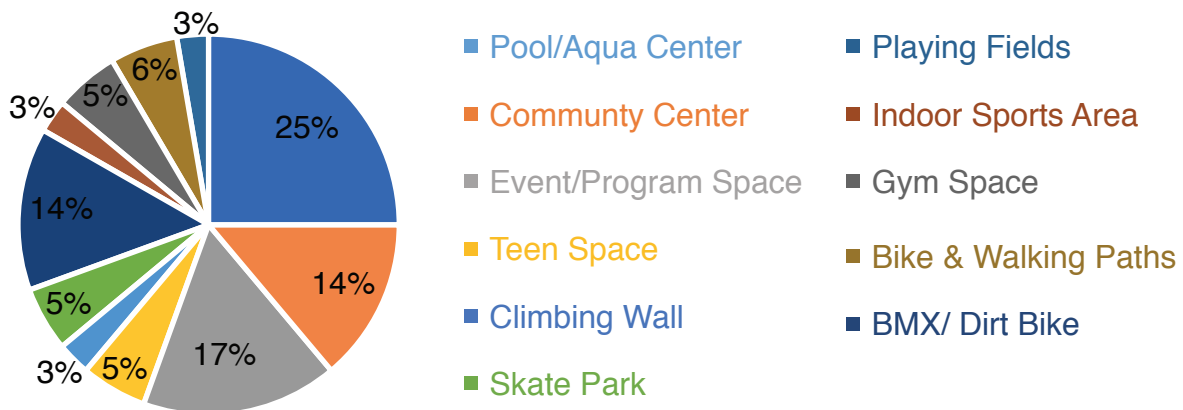 3%
6%
5%
3%
25%
14%
14%
5%
17%
5%
3%
Pool/Aqua Center
Communty Center
Event/Program Space
Teen Space
Climbing Wall
Skate Park
Playing Fields
Indoor Sports Area
Gym Space
Bike & Walking Paths
BMX/ Dirt Bike